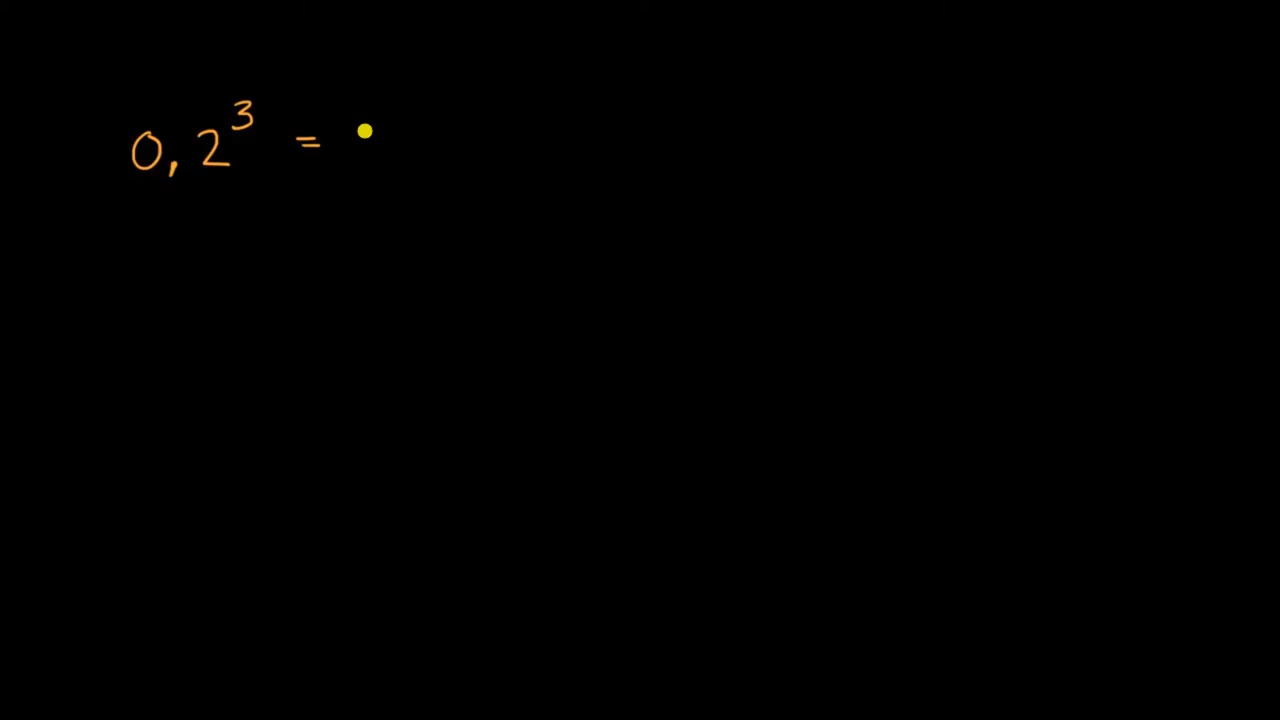 0,2³ =